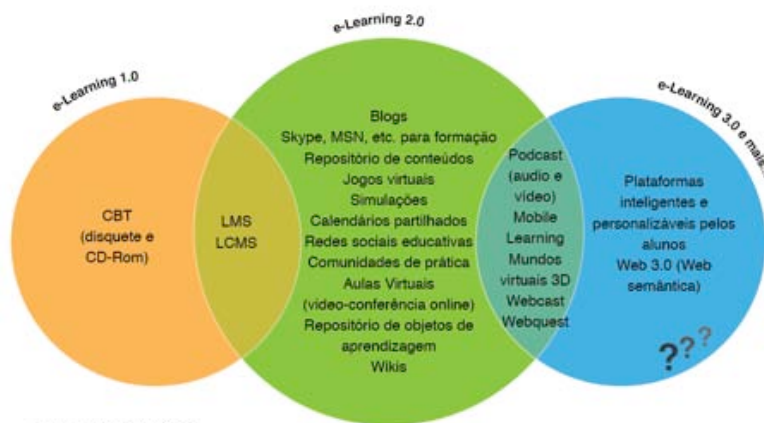 e-Learning 1.0
CBT
(disquete e
CD-Rom)
LMS
LCMS
e-Learning 2.0
Blogs
Skype, MSN, etc. para formação
Repositório de conteúdos
Jogos virtuais
Simulações
Calendários partilhados
Redes sociais educativas
Comunidades de prática
Aulas Virtuais
(vídeo-conferência online)
Repositório de objetos de
aprendizagem
Wikis
Podcast
(audio e
vídeo)
Mobile
Learning
Mundos
virtuais 3D
Webcast
Webquest
e-Learning 3.0 e mais...
Plataformas
inteligentes e
personalizáveis pelos
alunos
Web 3.0 (Web
semântica)
???